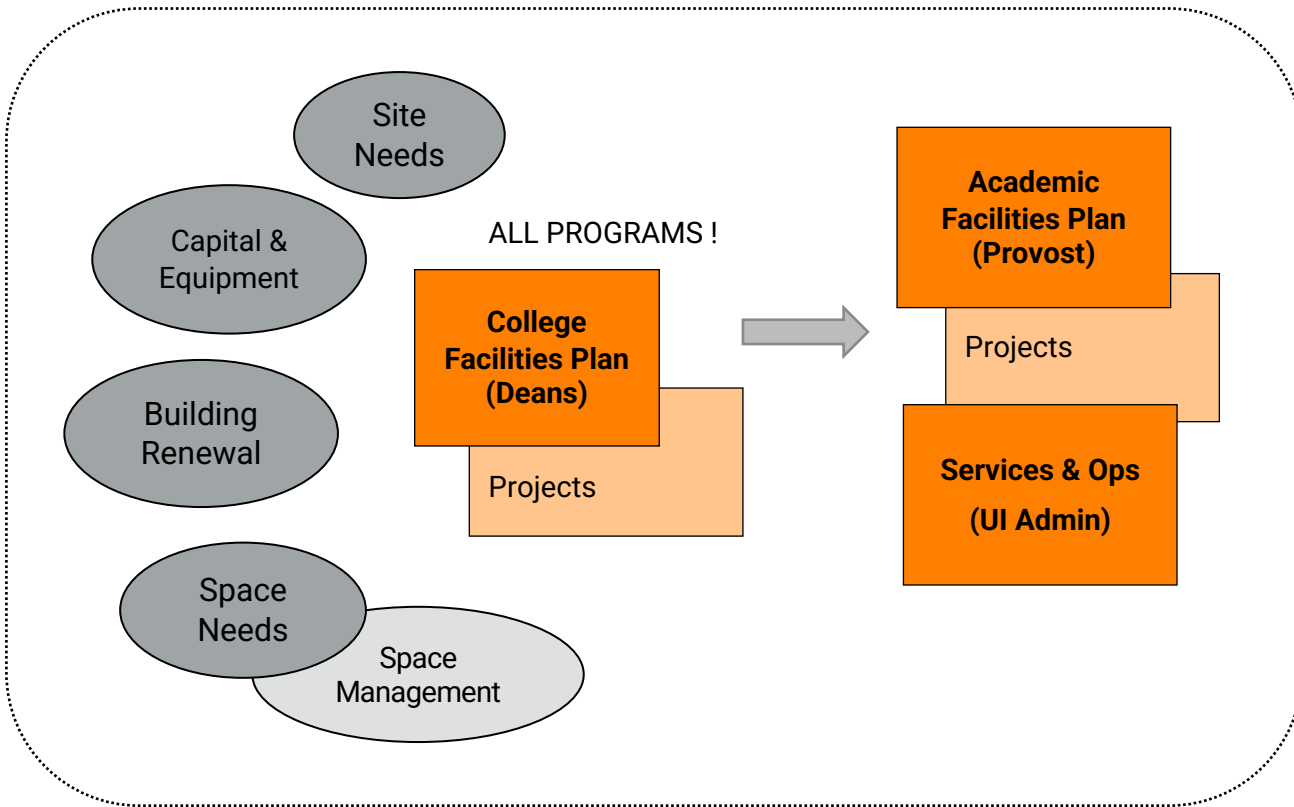 Site
Needs
Capital &
Equipment
Building
Renewal
Space
Needs
Space
Management
ALL PROGRAMS !
College
Facilities Plan
(Deans)
Projects
Academic
Facilities Plan
(Provost)
Projects
Services & Ops
(UI Admin)